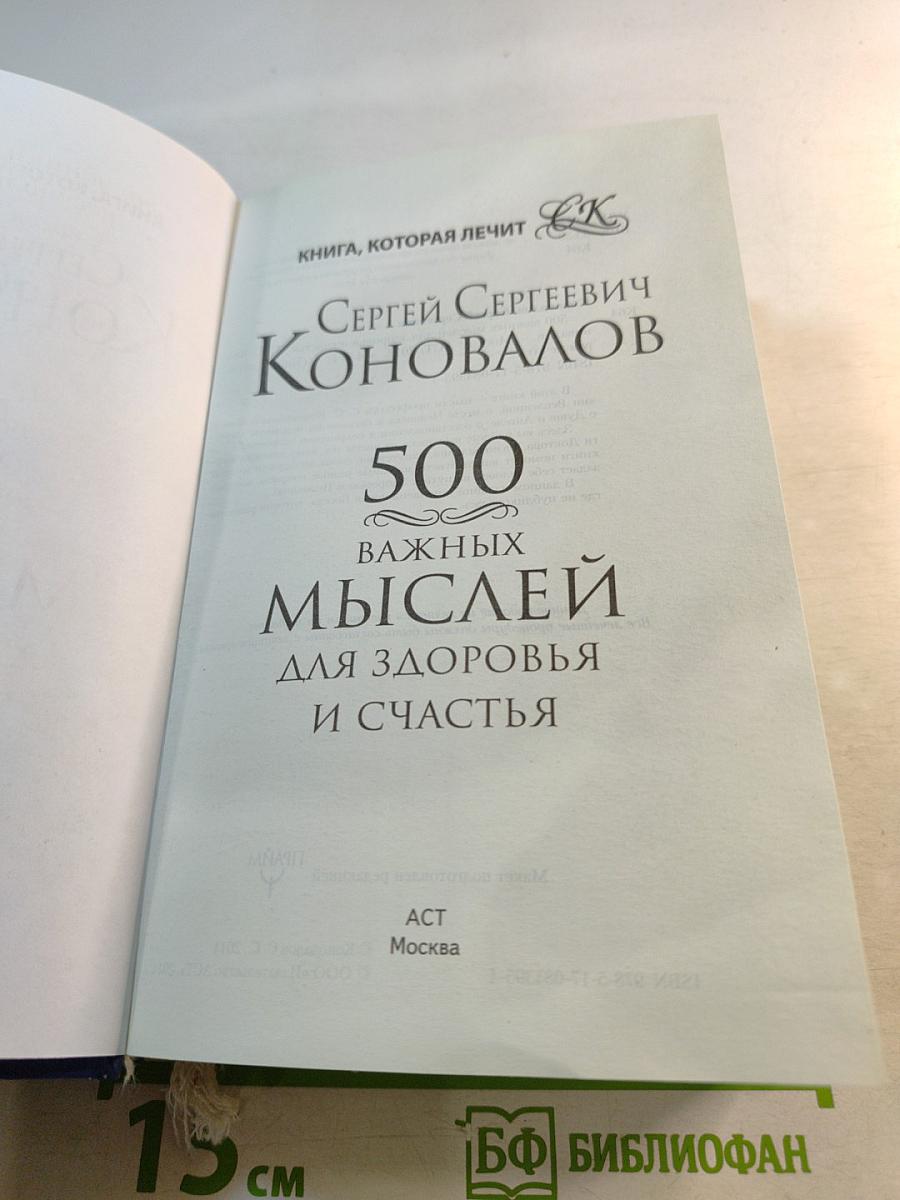 КНИГА, КОТОРАЯ ЛЕЧИТ СК
СЕРГЕЙ СЕРГЕЕВИЧ
КОНОВАЛОВ
500
ВАЖНЫХ
МЫСЛЕЙ
ДЛЯ ЗДОРОВЬЯ
И СЧАСТЬЯ
АСТ
Москва
15 см
БФ БИБЛИОФАН